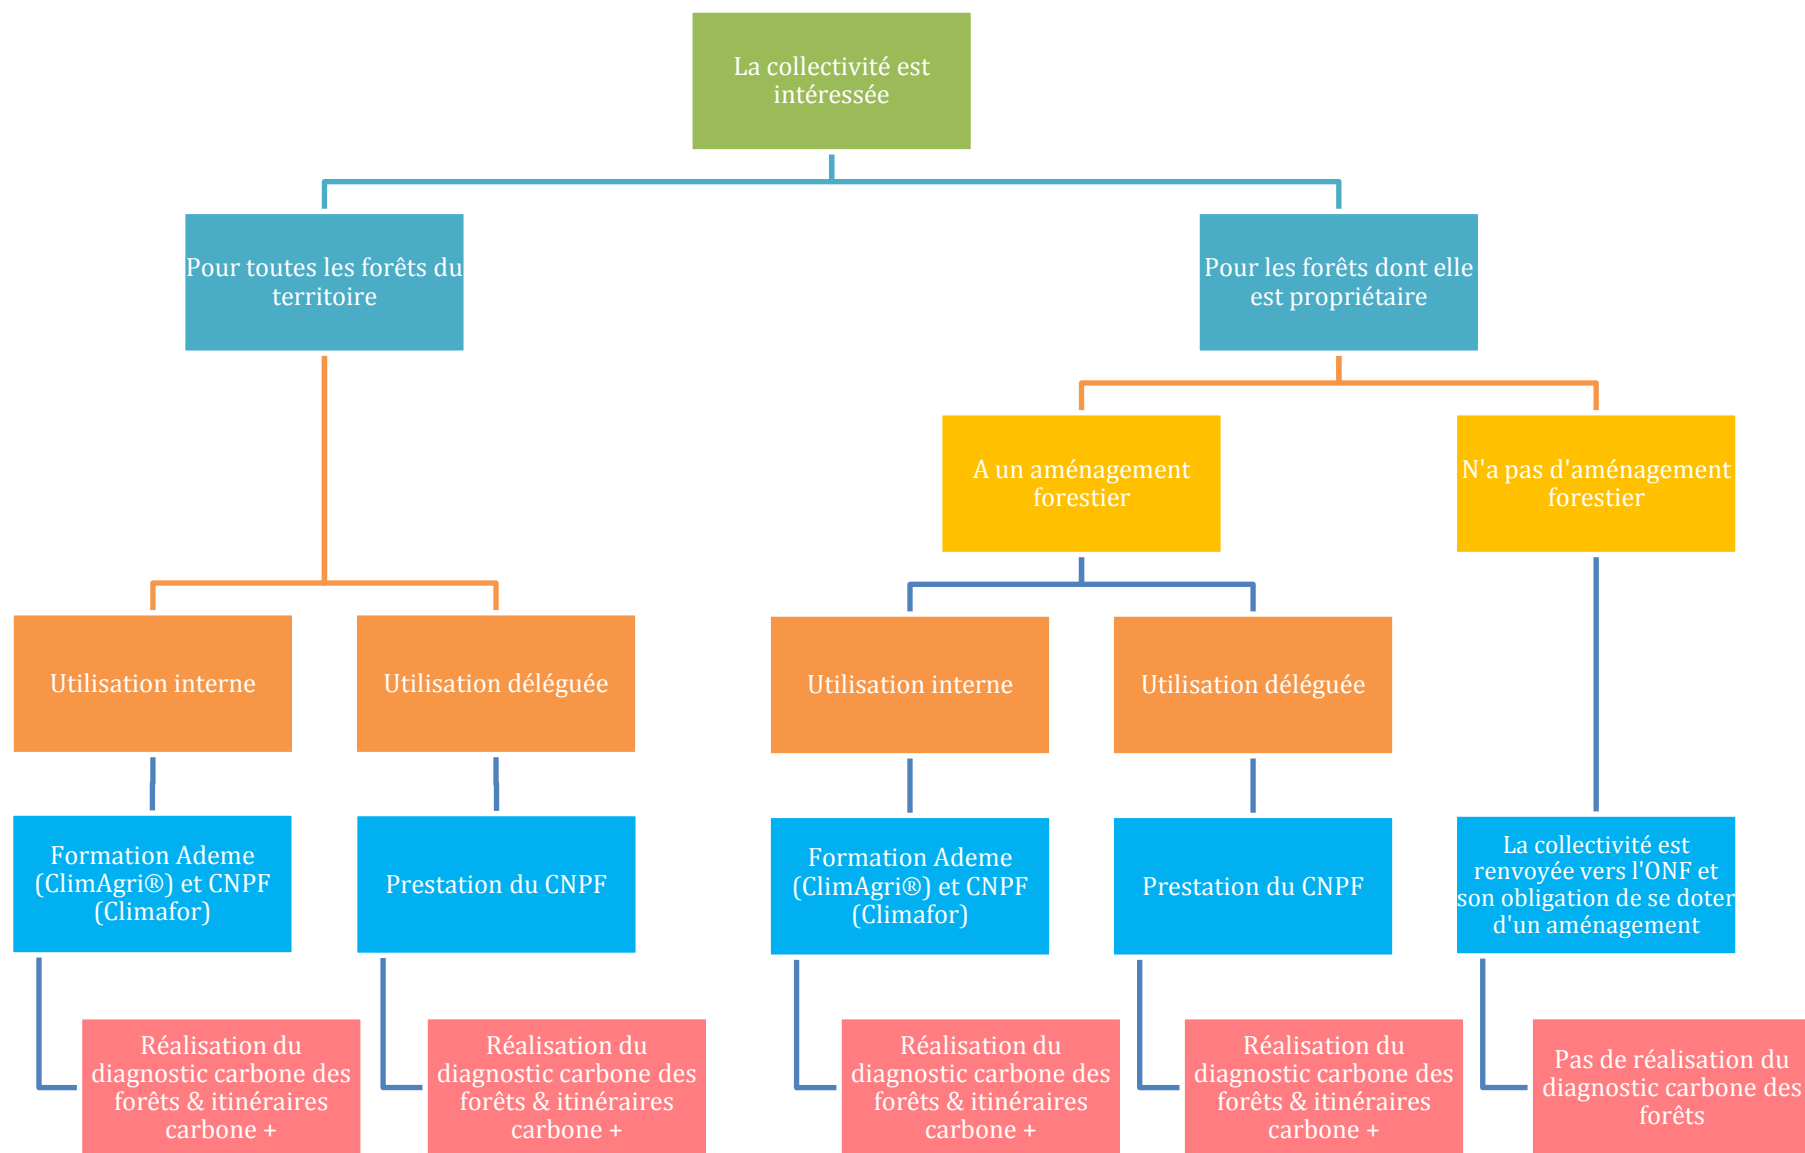 La collectivité est
intéressée
Pour toutes les forêts du
territoire
Pour les forêts dont elle
est propriétaire
A un aménagement
forestier
N'a pas d'aménagement
forestier
Utilisation interne
Utilisation déléguée
Utilisation interne
Utilisation déléguée
Formation Ademe
(ClimAgri®) et CNPF
(Climafor)
Prestation du CNPF
Formation Ademe
(ClimAgri®) et CNPF
(Climafor)
Prestation du CNPF
La collectivité est
renvoyée vers l'ONF et
son obligation de se doter
d'un aménagement
Réalisation du
diagnostic carbone des
forêts & itinéraires
carbone +
Réalisation du
diagnostic carbone des
forêts & itinéraires
carbone +
Réalisation du
diagnostic carbone des
forêts & itinéraires
carbone +
Réalisation du
diagnostic carbone des
forêts & itinéraires
carbone +
Pas de réalisation du
diagnostic carbone des
forêts